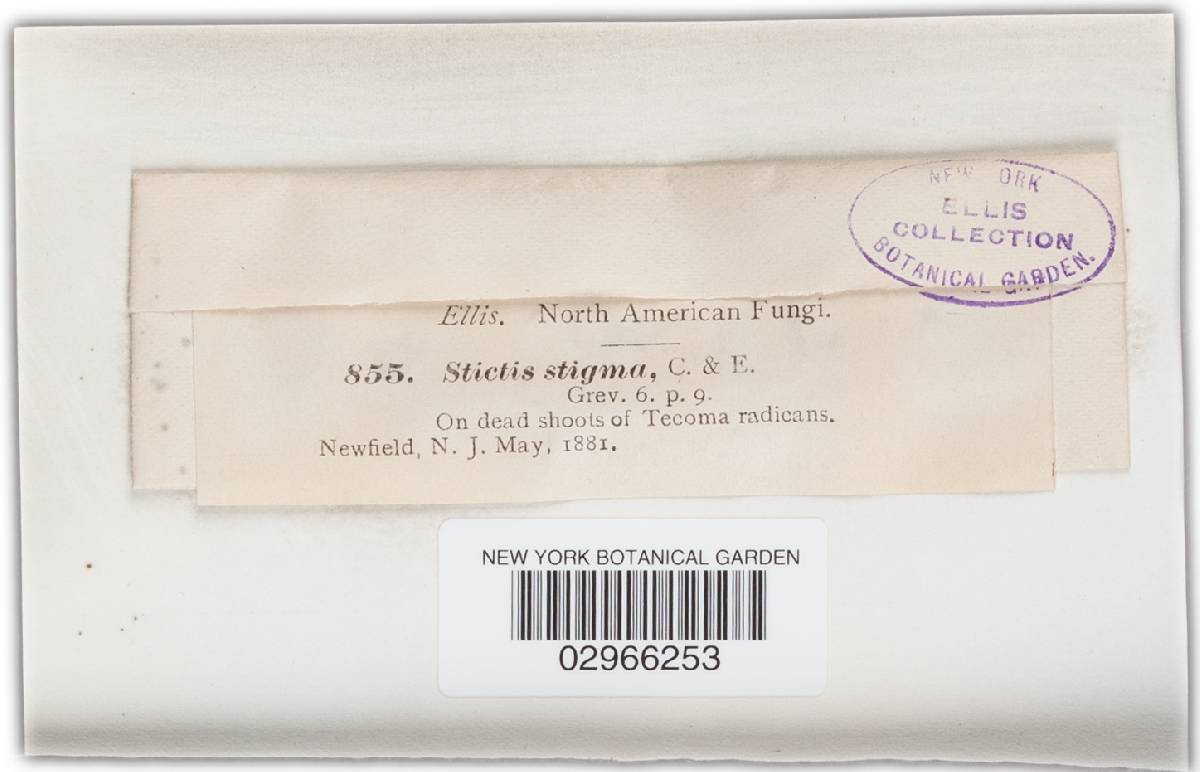 NEW ORK
ELLIS
COLLECTION
BOTANICAL GARDEN.
Ellis. North American Fungi.
855. Stictis stigma, C. & E.
Grev. 6. p. 9.
On dead shoots of Tecoma radicans.
Newfield, N. J. May, 1881.
NEW YORK BOTANICAL GARDEN
02966253